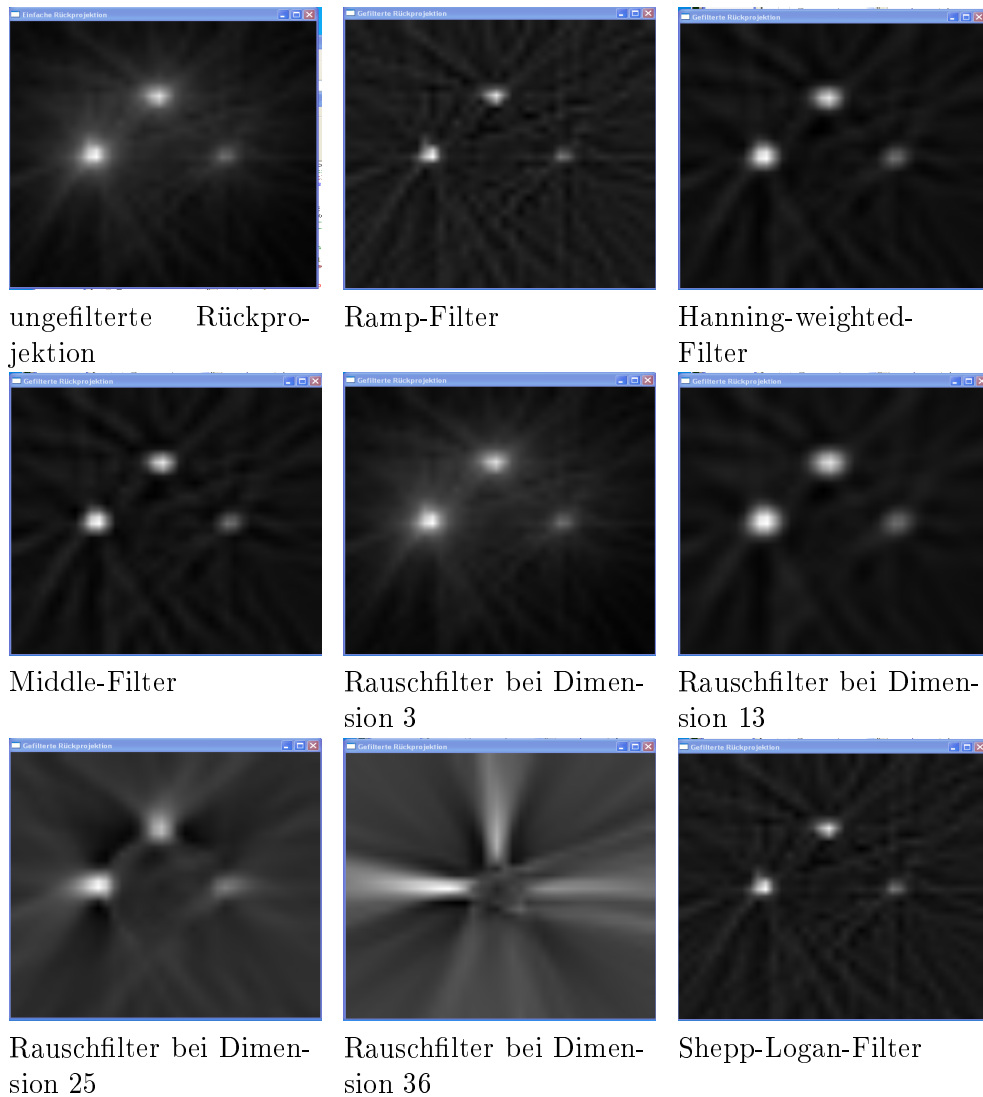 Einfache Rückprojektion
Gefilterte Rückprojektion
Gefilterte Rückprojektion
ungefilterte Rückpro-
jektion
Ramp-Filter
Hanning-weighted-
Filter
Gefilterte Rückprojektion
Gefilterte Rückprojektion
Gefilterte Rückprojektion
Middle-Filter
Rauschfilter bei Dimen-
sion 3
Rauschfilter bei Dimen-
sion 13
Gefilterte Rückprojektion
Gefilterte Rückprojektion
Gefilterte Rückprojektion
Rauschfilter bei Dimen-
sion 25
Rauschfilter bei Dimen-
sion 36
Shepp-Logan-Filter